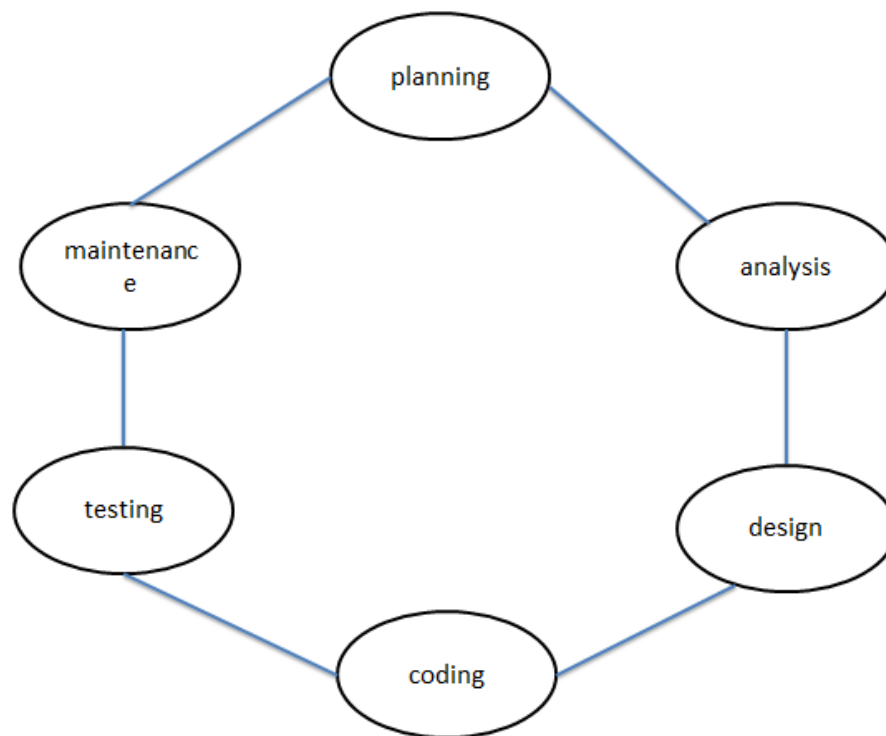 planning
analysis
design
coding
testing
maintenanc
e